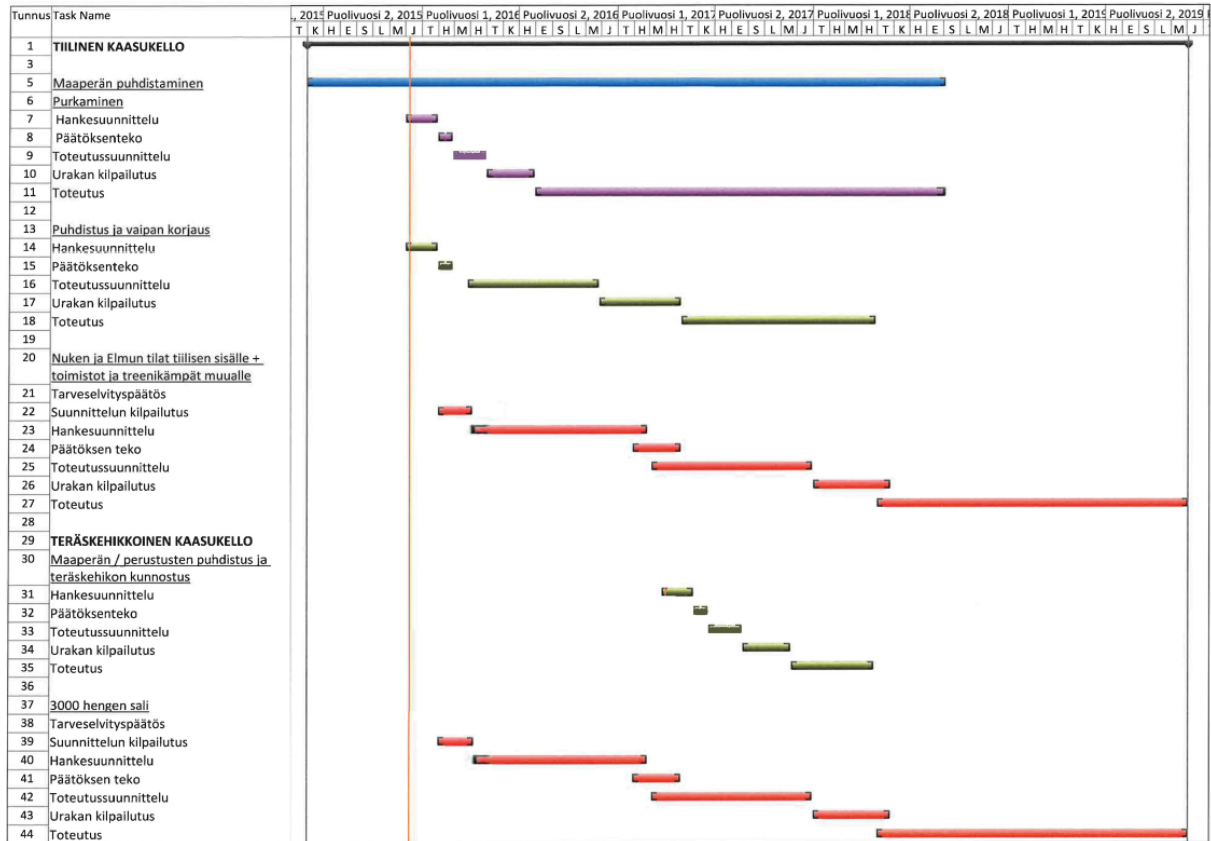 Tunnus Task Name ., 2015 Puolivuosi 2, 2015 Puolivuosi 1, 2016 Puolivuosi 2, 2016 Puolivuosi 1, 2017 Puolivuosi 2, 2017 Puolivuosi 1, 2018 Puolivuosi 2, 2018 Puolivuosi 1, 2019 Puolivuosi 2, 2019
T K H E S L M J T H M H T K H E S L M J T H M H T K H E S L M J T H M H T K H E S L M J T H M H T K H E S L M J
1 TIILINEN KAASUKELLO
3
5 Maaperän puhdistaminen
6 Purkaminen
7 Hankesuunnittelu
8 Päätöksenteko
9 Toteutussuunnittelu
10 Urakan kilpailutus
11 Toteutus
12
13 Puhdistus ja vaipan korjaus
14 Hankesuunnittelu
15 Päätöksenteko
16 Toteutussuunnittelu
17 Urakan kilpailutus
18 Toteutus
19
20 Nuken ja Elmun tilat tiilisen sisälle +
toimistot ja treenikämpät muualle
21 Tarveselvityspäätös
22 Suunnittelun kilpailutus
23 Hankesuunnittelu
24 Päätöksen teko
25 Toteutussuunnittelu
26 Urakan kilpailutus
27 Toteutus
28
29 TERÄSKEHIKKOINEN KAASUKELLO
30 Maaperän / perustusten puhdistus ja
teräskehikon kunnostus
31 Hankesuunnittelu
32 Päätöksenteko
33 Toteutussuunnittelu
34 Urakan kilpailutus
35 Toteutus
36
37 3000 hengen sali
38 Tarveselvityspäätös
39 Suunnittelun kilpailutus
40 Hankesuunnittelu
41 Päätöksen teko
42 Toteutussuunnittelu
43 Urakan kilpailutus
44 Toteutus